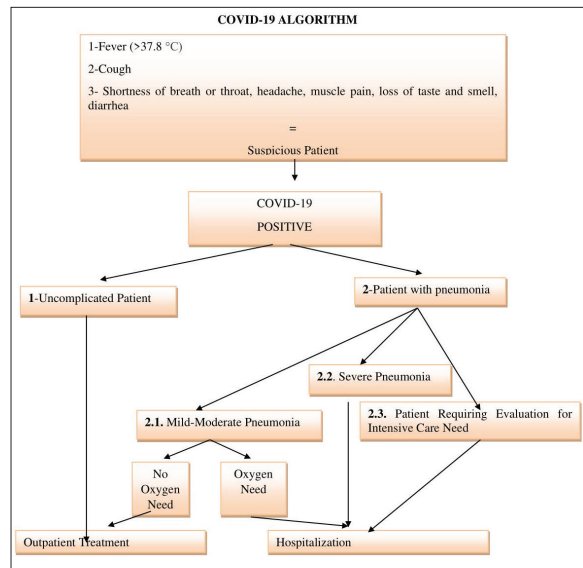 COVID-19 ALGORITHM
1-Fever (>37.8 °C)
2-Cough
3- Shortness of breath or throat, headache, muscle pain, loss of taste and smell,
diarrhea
=
Suspicious Patient
COVID-19
POSITIVE
1-Uncomplicated Patient
2-Patient with pneumonia
2.2. Severe Pneumonia
2.1. Mild-Moderate Pneumonia
2.3. Patient Requiring Evaluation for
Intensive Care Need
No
Oxygen
Need
Oxygen
Need
Outpatient Treatment
Hospitalization